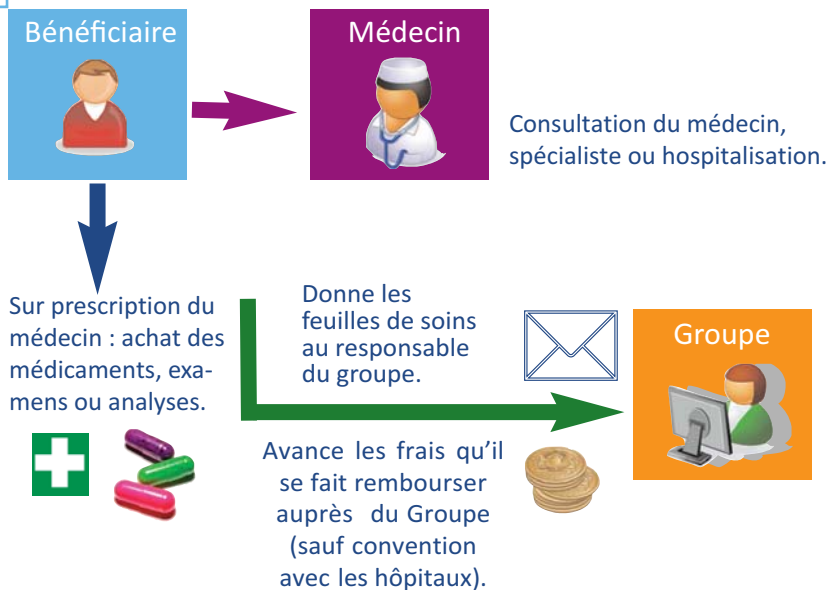 Bénéficiaire
Médecin
Consultation du médecin,
spécialiste ou hospitalisation.
Sur prescription du
médecin : achat des
médicaments, exa-
mens ou analyses.
Donne les
feuilles de soins
au responsable
du groupe.
Groupe
Avance les frais qu’il
se fait rembourser
auprès du Groupe
(sauf convention
avec les hôpitaux).